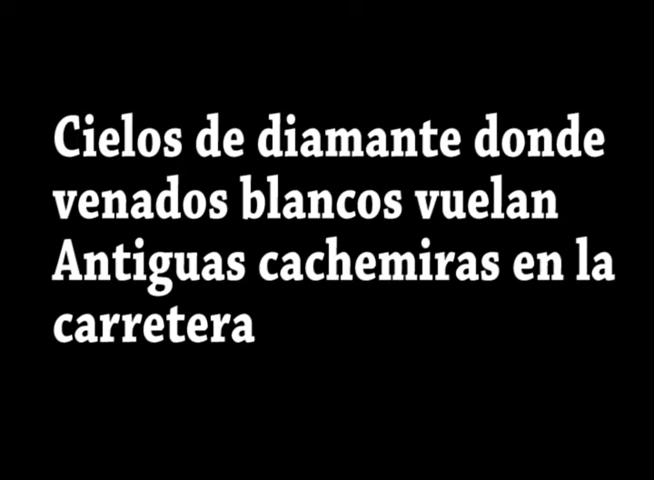 Cielos de diamante donde
venados blancos vuelan
Antiguas cachemiras en la
carretera